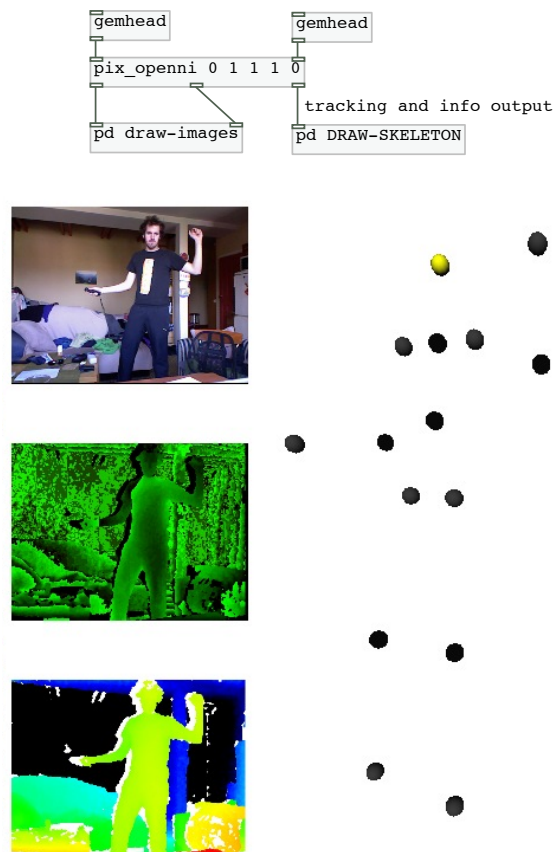 gemhead
gemhead
pix_openni 0 1 1 1 0
tracking and info output
pd draw-images
pd DRAW-SKELETON